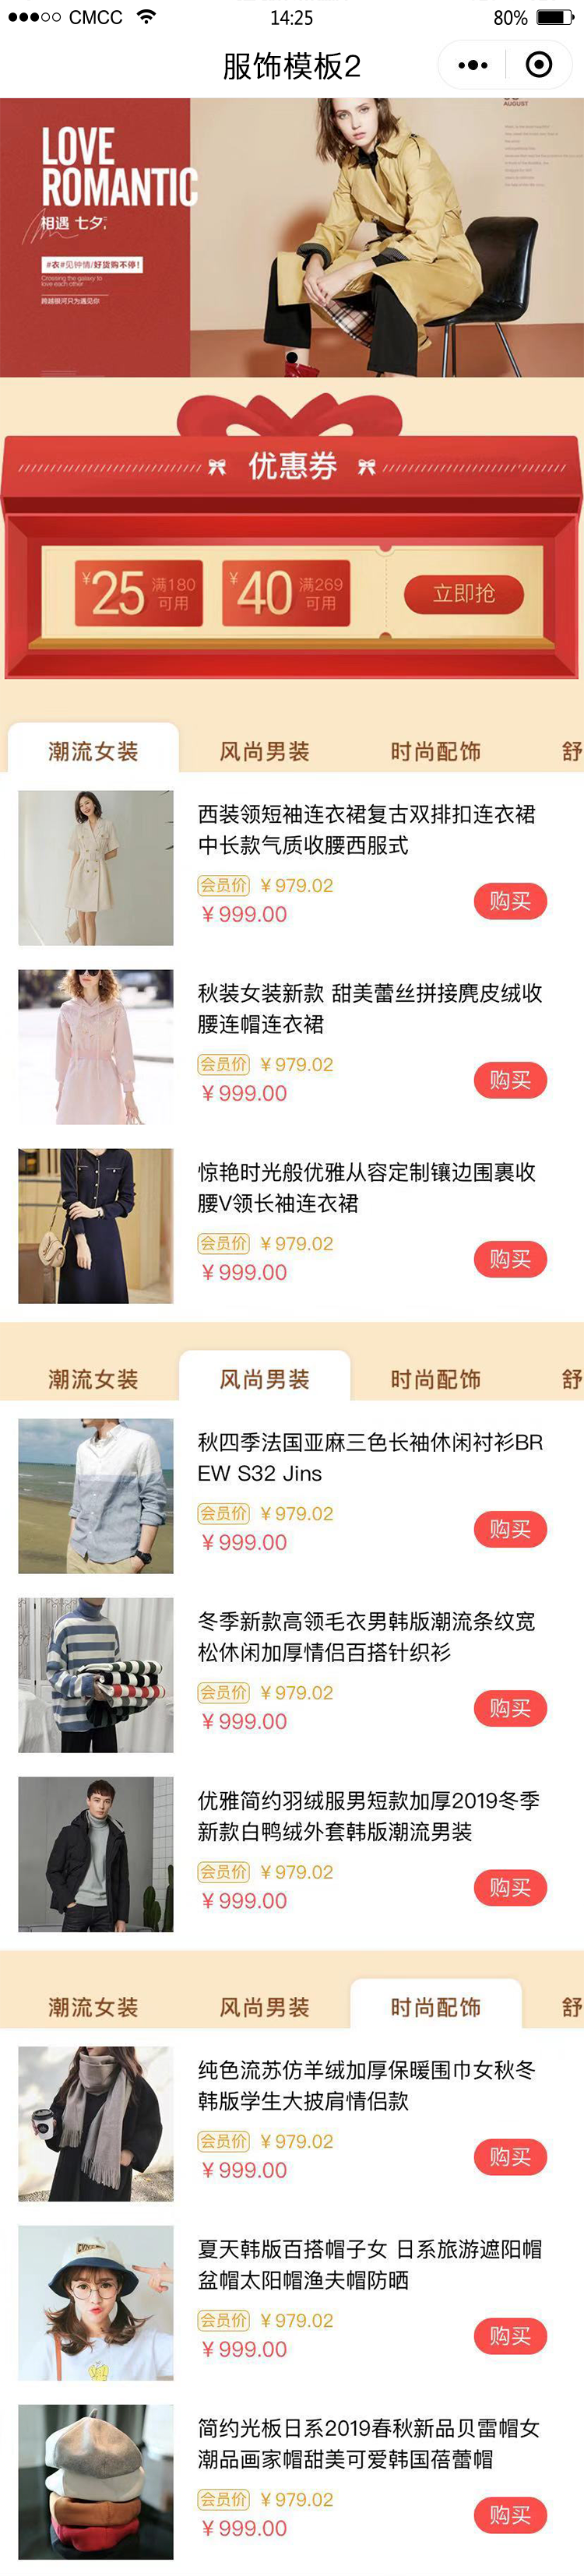 CMCC
14:25
80%
服饰模板2
LOVE
ROMANTIC
相遇 七夕
#衣#见钟情/好货购不停!
Crossing the galaxy to
love each other
跨越银河只为遇见你
AUGUST
优惠券
¥25 满180
可用
¥40 满269
可用
立即抢
潮流女装 风尚男装 时尚配饰 舒
西装领短袖连衣裙复古双排扣连衣裙
中长款气质收腰西服式
会员价 ¥979.02
¥999.00
购买
秋装女装新款 甜美蕾丝拼接麂皮绒收
腰连帽连衣裙
会员价 ¥979.02
¥999.00
购买
惊艳时光般优雅从容定制镶边围裹收
腰V领长袖连衣裙
会员价 ¥979.02
¥999.00
购买
潮流女装 风尚男装 时尚配饰 舒
秋四季法国亚麻三色长袖休闲衬衫BR
EW S32 Jins
会员价 ¥979.02
¥999.00
购买
冬季新款高领毛衣男韩版潮流条纹宽
松休闲加厚情侣百搭针织衫
会员价 ¥979.02
¥999.00
购买
优雅简约羽绒服男短款加厚2019冬季
新款白鸭绒外套韩版潮流男装
会员价 ¥979.02
¥999.00
购买
潮流女装 风尚男装 时尚配饰 舒
纯色流苏仿羊绒加厚保暖围巾女秋冬
韩版学生大披肩情侣款
会员价 ¥979.02
¥999.00
购买
夏天韩版百搭帽子女 日系旅游遮阳帽
盆帽太阳帽渔夫帽防晒
会员价 ¥979.02
¥999.00
购买
简约光板日系2019春秋新品贝雷帽女
潮品画家帽甜美可爱韩国蓓蕾帽
会员价 ¥979.02
¥999.00
购买